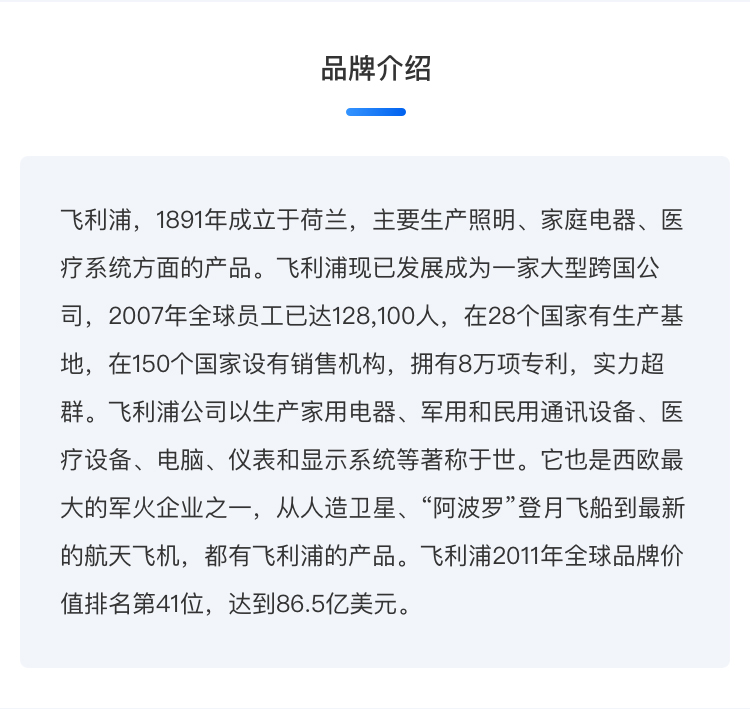 品牌介绍
飞利浦，1891年成立于荷兰，主要生产照明、家庭电器、医
疗系统方面的产品。飞利浦现已发展成为一家大型跨国公
司，2007年全球员工已达128,100人，在28个国家有生产基
地，在150个国家设有销售机构，拥有8万项专利，实力超
群。飞利浦公司以生产家用电器、军用和民用通讯设备、医
疗设备、电脑、仪表和显示系统等著称于世。它也是西欧最
大的军火企业之一，从人造卫星、“阿波罗”登月飞船到最新
的航天飞机，都有飞利浦的产品。飞利浦2011年全球品牌价
值排名第41位，达到86.5亿美元。